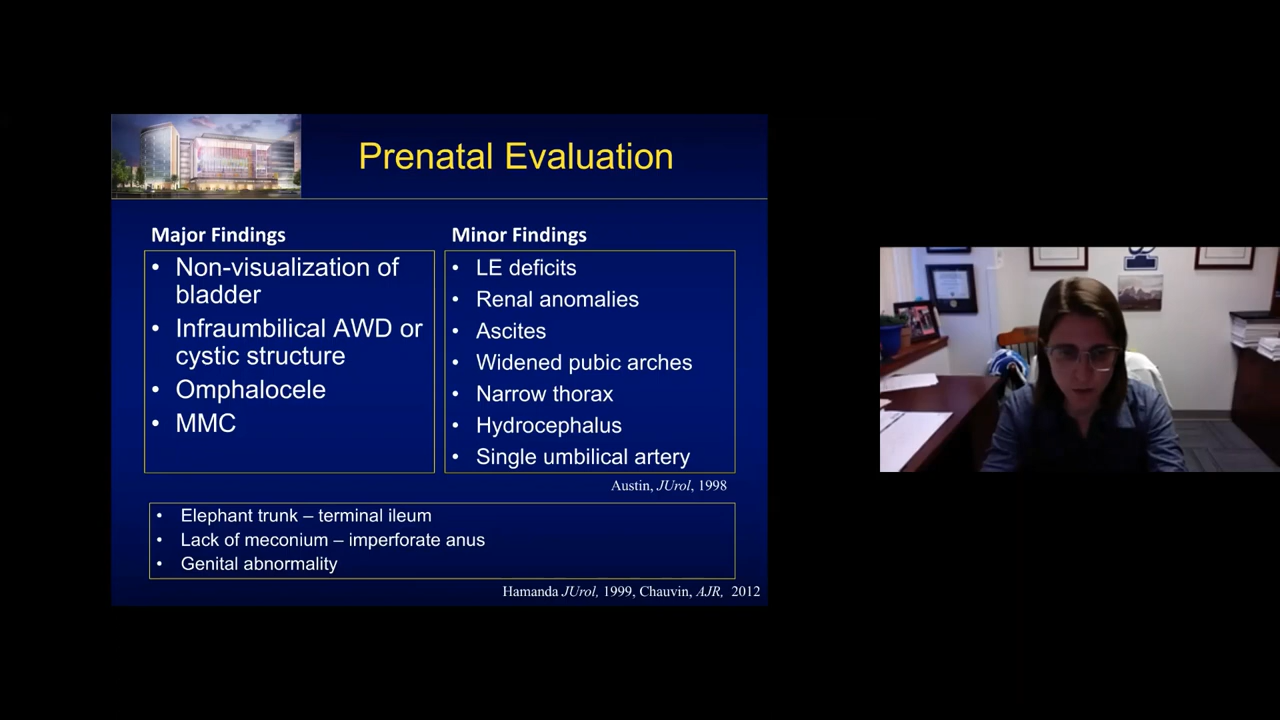 Prenatal Evaluation
Major Findings
• Non-visualization of
bladder
• Infraumbilical AWD or
cystic structure
• Omphalocele
• MMC
Minor Findings
• LE deficits
• Renal anomalies
• Ascites
• Widened pubic arches
• Narrow thorax
• Hydrocephalus
• Single umbilical artery
Austin, JUrol, 1998
• Elephant trunk – terminal ileum
• Lack of meconium – imperforate anus
• Genital abnormality
Hamanda JUrol, 1999, Chauvin, AJR, 2012